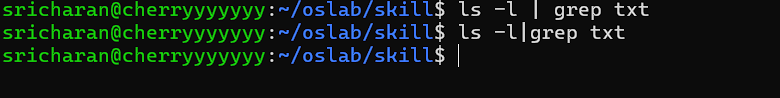 sricharan@cherryyyyyyy:~/oslab/skill$ ls -l | grep txt
sricharan@cherryyyyyyy:~/oslab/skill$ ls -l|grep txt
sricharan@cherryyyyyyy:~/oslab/skill$